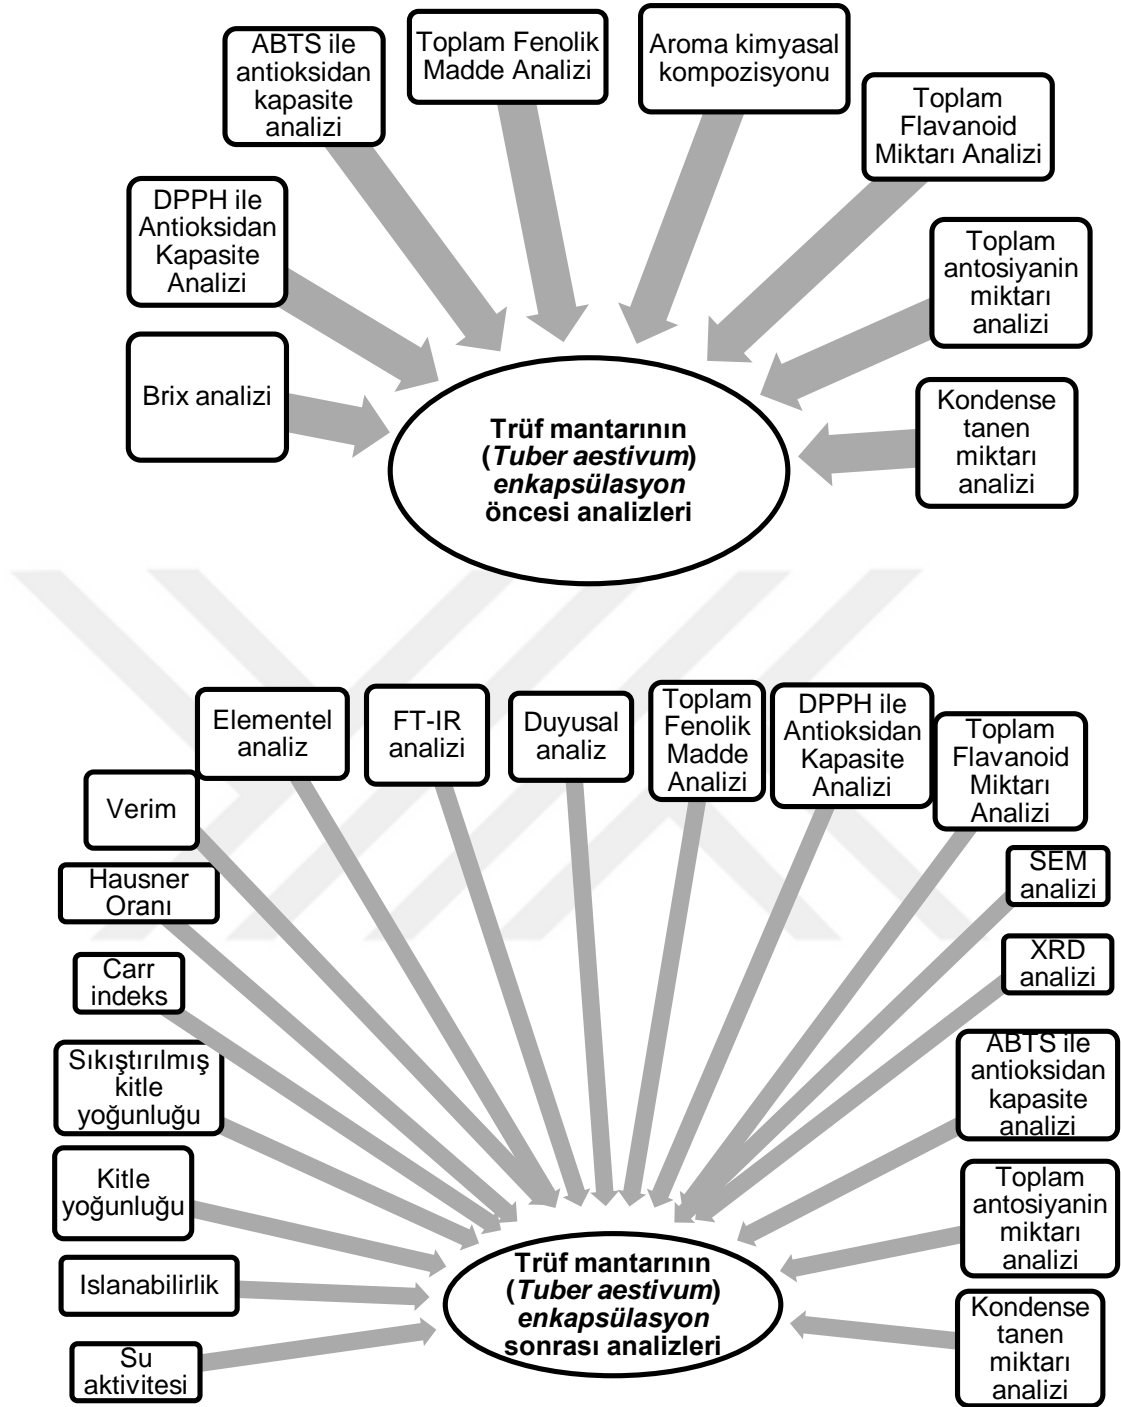 ABTS ile
antioksidan
kapasite
analizi
Toplam Fenolik
Madde Analizi
Aroma kimyasal
kompozisyonu
Toplam
Flavanoid
Miktarı Analizi
DPPH ile
Antioksidan
Kapasite
Analizi
Toplam
antosiyanin
miktarı
analizi
Brix analizi
Kondense
tanen
miktarı
analizi
Trüf mantarının
(Tuber aestivum)
enkapsülasyon
öncesi analizleri
Elementel
analiz
FT-IR
analizi
Duyusal
analiz
Toplam
Fenolik
Madde
Analizi
DPPH ile
Antioksidan
Kapasite
Analizi
Toplam
Flavanoid
Miktarı
Analizi
Verim
Hausner
Oranı
SEM
analizi
Carr
indeks
XRD
analizi
Sıkıştırılmış
kitle
yoğunluğu
ABTS ile
antioksidan
kapasite
analizi
Kitle
yoğunluğu
Toplam
antosiyanin
miktarı
analizi
Islanabilirlik
Su
aktivitesi
Kondense
tanen
miktarı
analizi
Trüf mantarının
(Tuber aestivum)
enkapsülasyon
sonrası analizleri